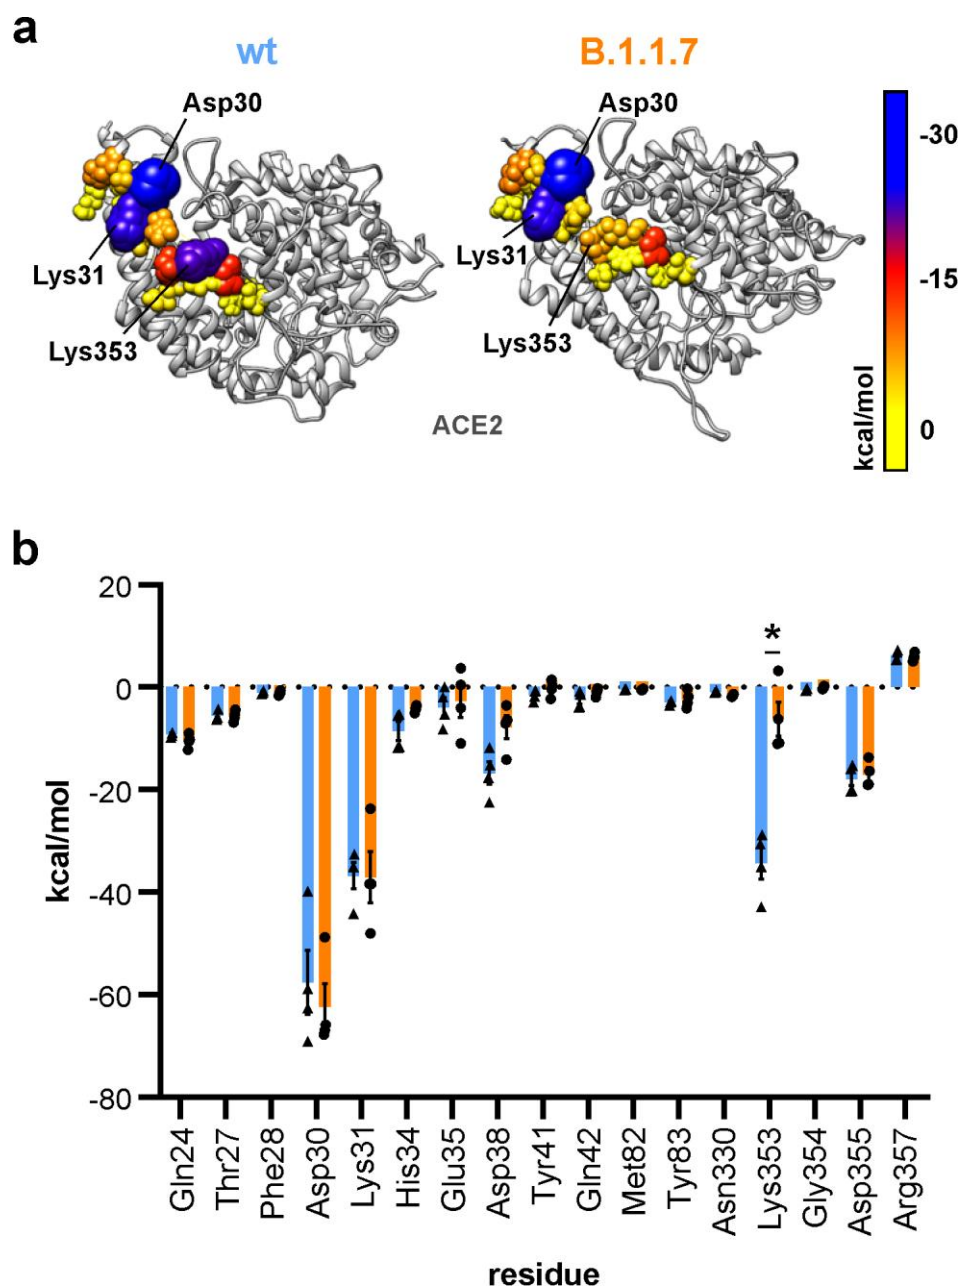 a
wt
B.1.1.7
Asp30
Asp30
Lys31
Lys31
Lys353
Lys353
ACE2
-30
-15
0
kcal/mol
b
20
0
-20
-40
-60
-80
kcal/mol
*
Gln24
Thr27
Phe28
Asp30
Lys31
His34
Glu35
Asp38
Tyr41
Gln42
Met82
Tyr83
Asn330
Lys353
Gly354
Asp355
Arg357
residue